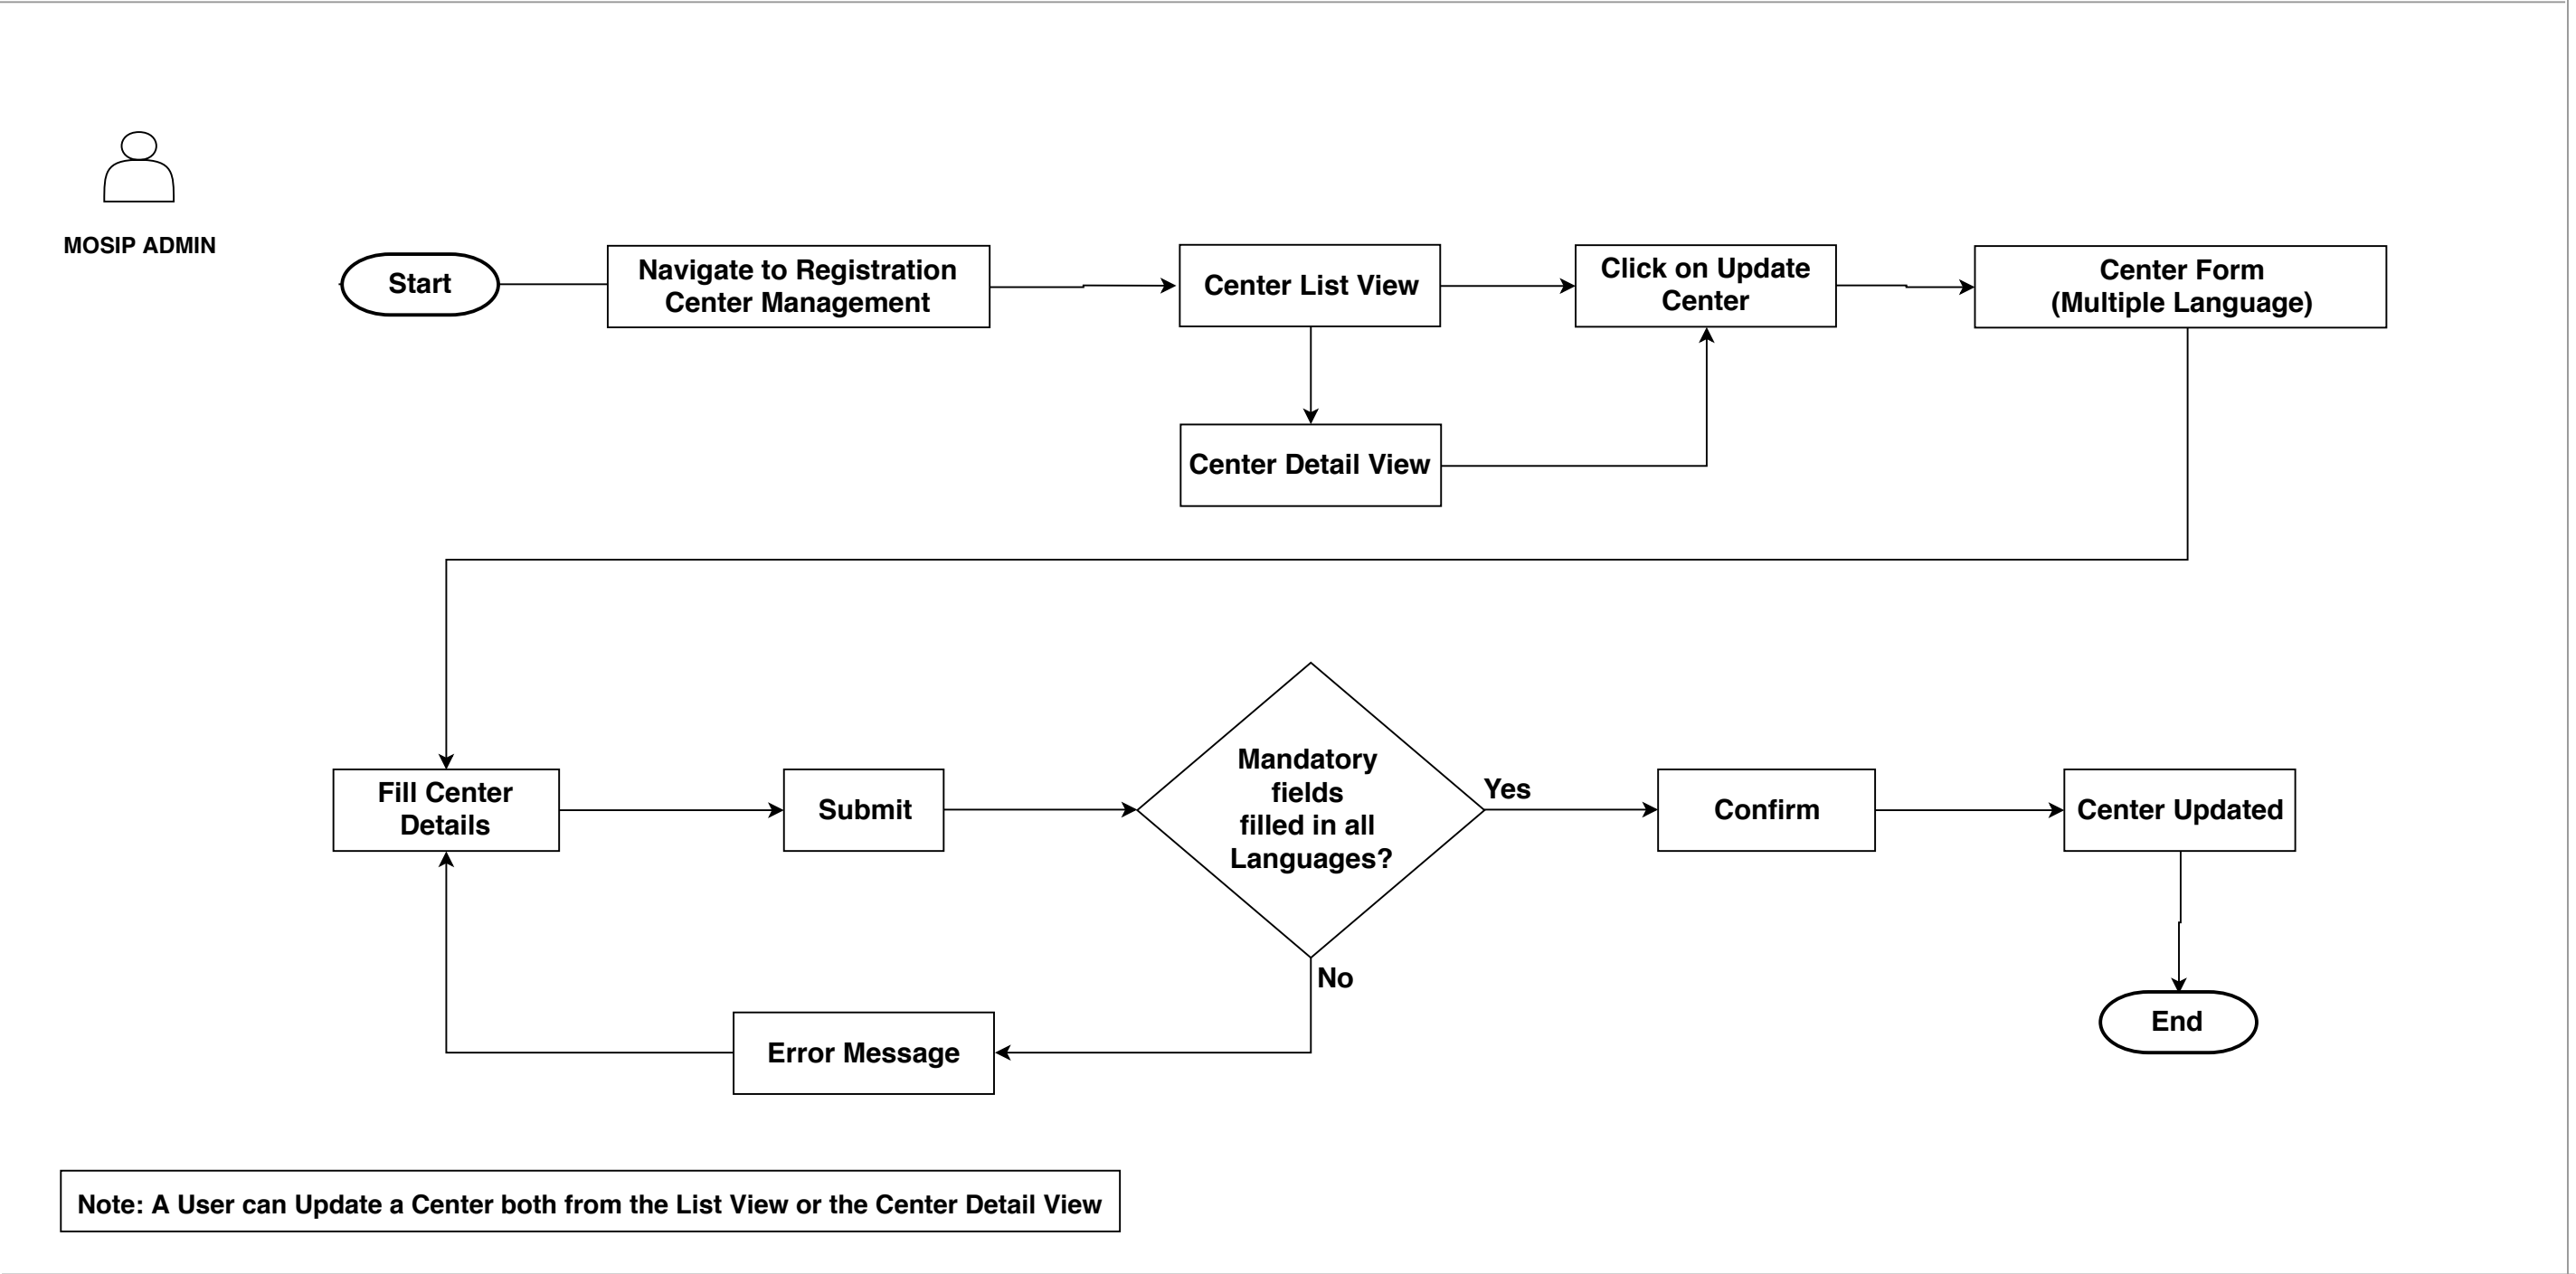 MOSIP ADMIN
Start
Navigate to Registration
Center Management
Center List View
Click on Update
Center
Center Form
(Multiple Language)
Center Detail View
Fill Center
Details
Submit
Mandatory
fields
filled in all
Languages?
Yes
Confirm
Center Updated
No
Error Message
End
Note: A User can Update a Center both from the List View or the Center Detail View